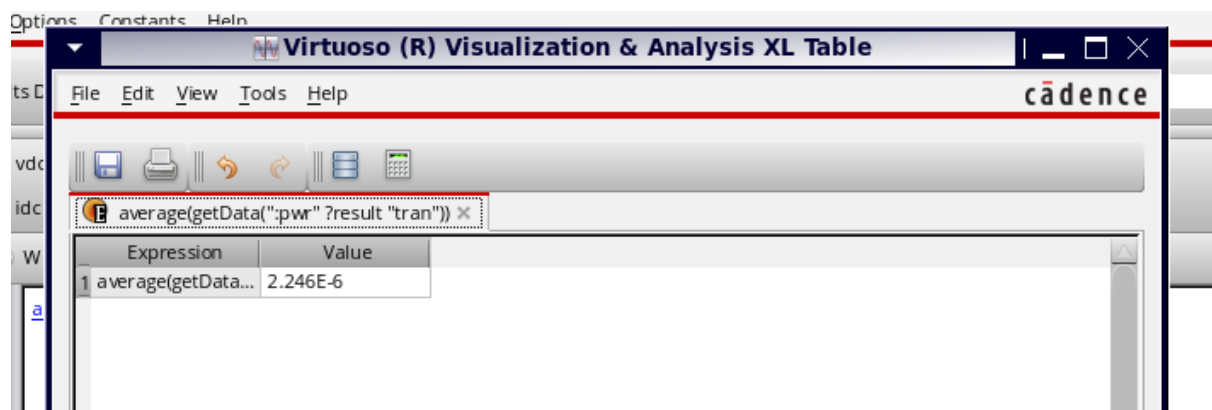 Options Constants Help
Virtuoso (R) Visualization & Analysis XL Table
ts D
File Edit View Tools Help
cādence
vdc
idc
E average(getData(":pwr" ?result "tran")) ×
W
Expression Value
1 average(getData... 2.246E-6
a